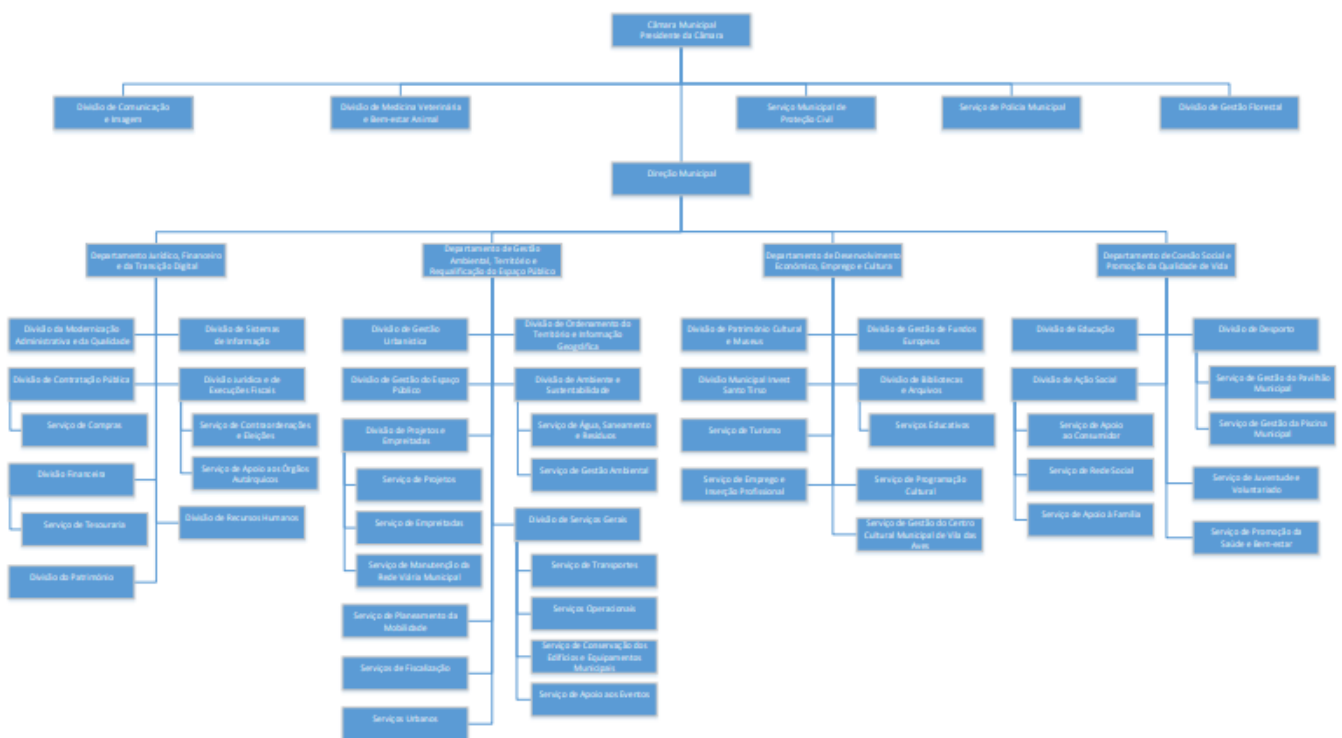 Câmara Municipal
Presidente da Câmara
Divisão de Comunicação
e Imagem
Divisão de Medicina Veterinária
e Bem-estar Animal
Serviço Municipal de
Proteção Civil
Serviço de Polícia Municipal
Divisão de Gestão Florestal
Direção Municipal
Departamento Jurídico, Financeiro
e da Transição Digital
Departamento de Gestão
Ambiental, Território e
Requalificação do Espaço Público
Departamento de Desenvolvimento
Económico, Emprego e Cultura
Departamento de Coesão Social e
Promoção da Qualidade de Vida
Divisão da Modernização
Administrativa e da Qualidade
Divisão de Sistemas
de Informação
Divisão de Contratação Pública
Divisão Jurídica e de
Execuções Fiscais
Serviço de Compras
Serviço de Contraordenações
e Eleições
Divisão Financeira
Serviço de Apoio aos Órgãos
Autárquicos
Serviço de Tesouraria
Divisão de Recursos Humanos
Divisão do Património
Divisão de Gestão
Urbanística
Divisão de Ordenamento do
Território e Informação
Geográfica
Divisão de Gestão do Espaço
Público
Divisão de Ambiente e
Sustentabilidade
Divisão de Projetos e
Empreitadas
Serviço de Água, Saneamento
e Resíduos
Serviço de Projetos
Serviço de Gestão Ambiental
Serviço de Empreitadas
Divisão de Serviços Gerais
Serviço de Manutenção da
Rede Viária Municipal
Serviço de Transportes
Serviço de Planeamento da
Mobilidade
Serviços Operacionais
Serviços de Fiscalização
Serviço de Conservação dos
Edifícios e Equipamentos
Municipais
Serviços Urbanos
Serviço de Apoio aos Eventos
Divisão de Património Cultural
e Museus
Divisão de Gestão de Fundos
Europeus
Divisão Municipal Invest
Santo Tirso
Divisão de Bibliotecas
e Arquivos
Serviço de Turismo
Serviços Educativos
Serviço de Emprego e
Inserção Profissional
Serviço de Programação
Cultural
Serviço de Gestão do Centro
Cultural Municipal de Vila das
Aves
Divisão de Educação
Divisão de Desporto
Divisão de Ação Social
Serviço de Gestão do Pavilhão
Municipal
Serviço de Apoio
ao Consumidor
Serviço de Gestão da Piscina
Municipal
Serviço de Rede Social
Serviço de Juventude e
Voluntariado
Serviço de Apoio à Família
Serviço de Promoção da
Saúde e Bem-estar